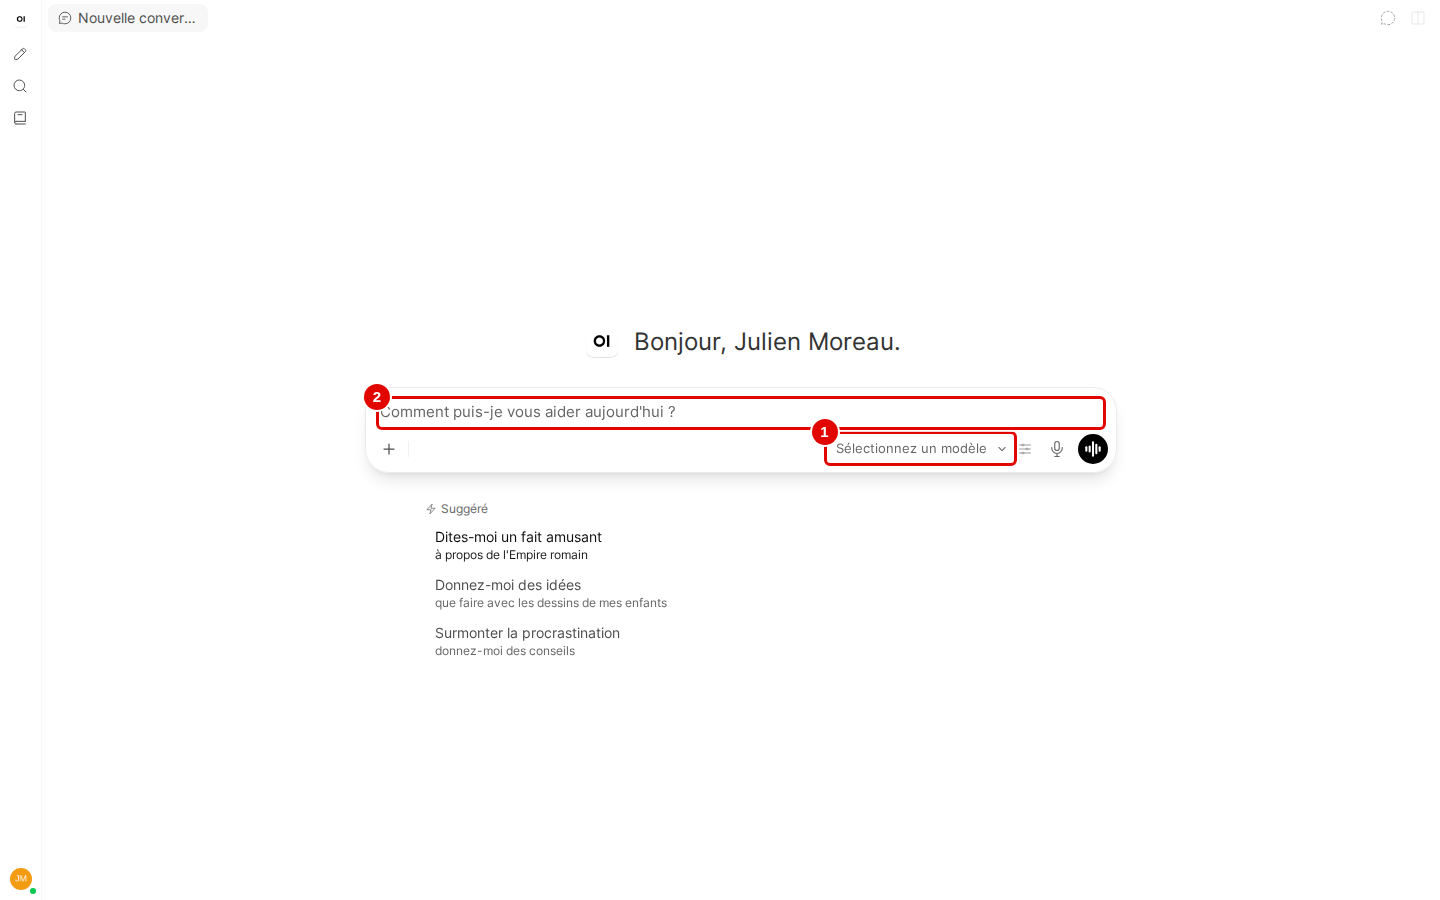 OI
Nouvelle conver...
OI Bonjour, Julien Moreau.
2
Comment puis-je vous aider aujourd'hui ?
1
Sélectionnez un modèle
Suggéré
Dites-moi un fait amusant
à propos de l'Empire romain
Donnez-moi des idées
que faire avec les dessins de mes enfants
Surmonter la procrastination
donnez-moi des conseils
JM